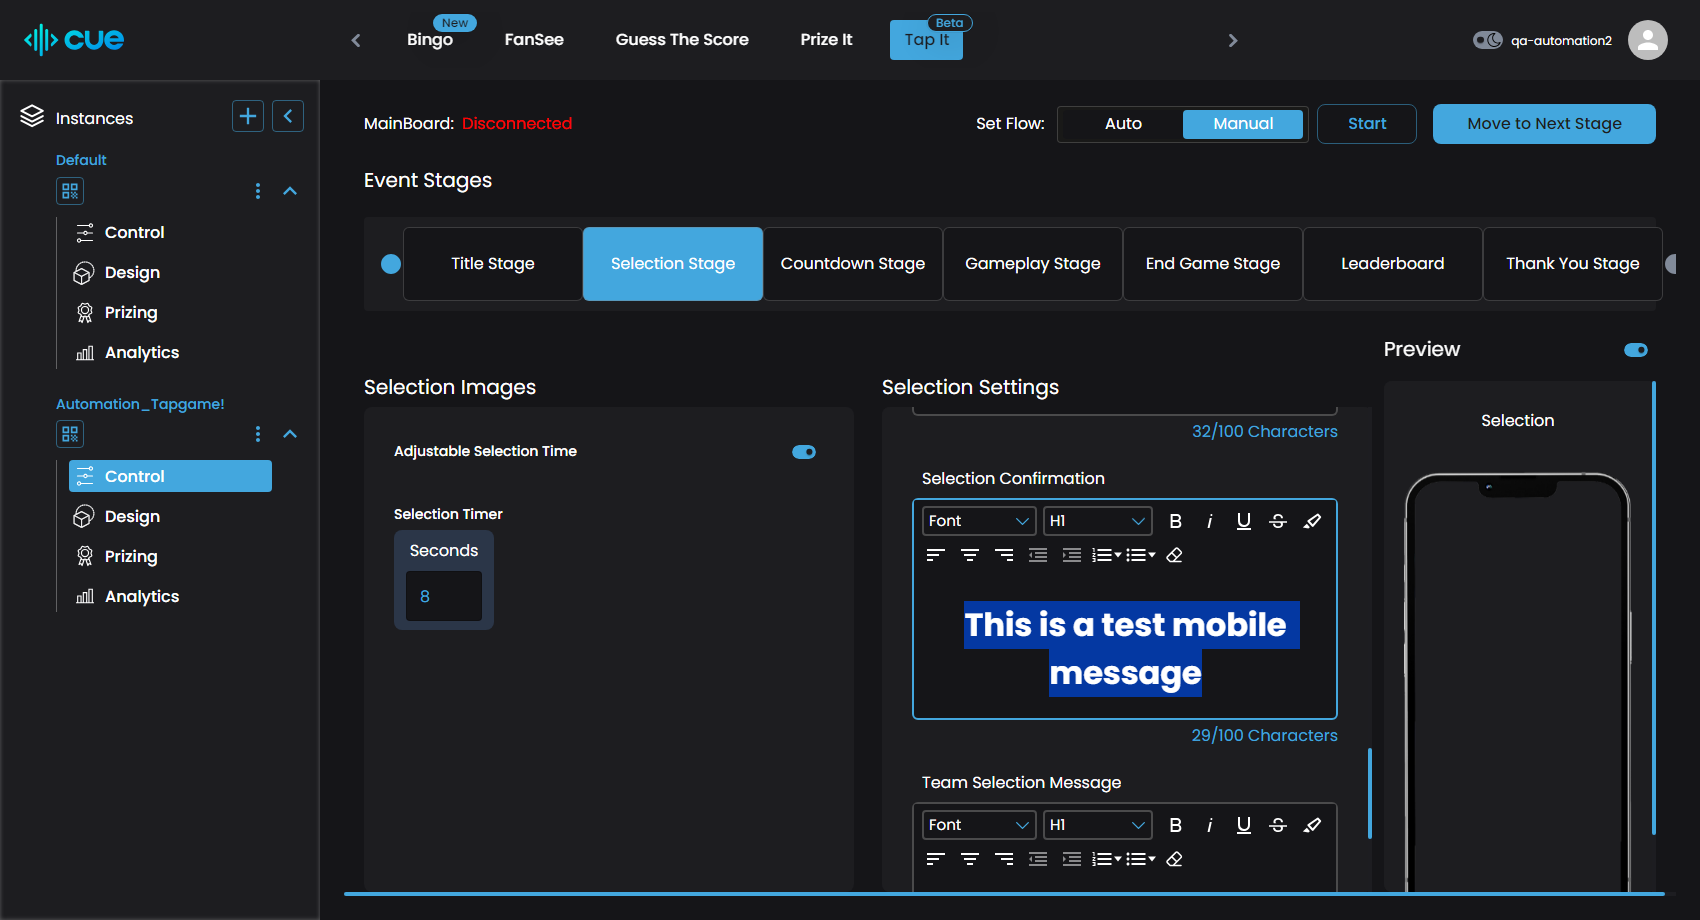 cue
New
Bingo
FanSee
Guess The Score
Prize It
Beta
Tap It
qa-automation2
Instances
Default
Control
Design
Prizing
Analytics
Automation_Tapgame!
Control
Design
Prizing
Analytics
MainBoard: Disconnected
Set Flow:
Auto
Manual
Start
Move to Next Stage
Event Stages
Title Stage
Selection Stage
Countdown Stage
Gameplay Stage
End Game Stage
Leaderboard
Thank You Stage
Selection Images
Adjustable Selection Time
Selection Timer
Seconds
8
Selection Settings
32/100 Characters
Selection Confirmation
Font
H1
B i U S
This is a test mobile
message
29/100 Characters
Team Selection Message
Font
H1
B i U S
Preview
Selection